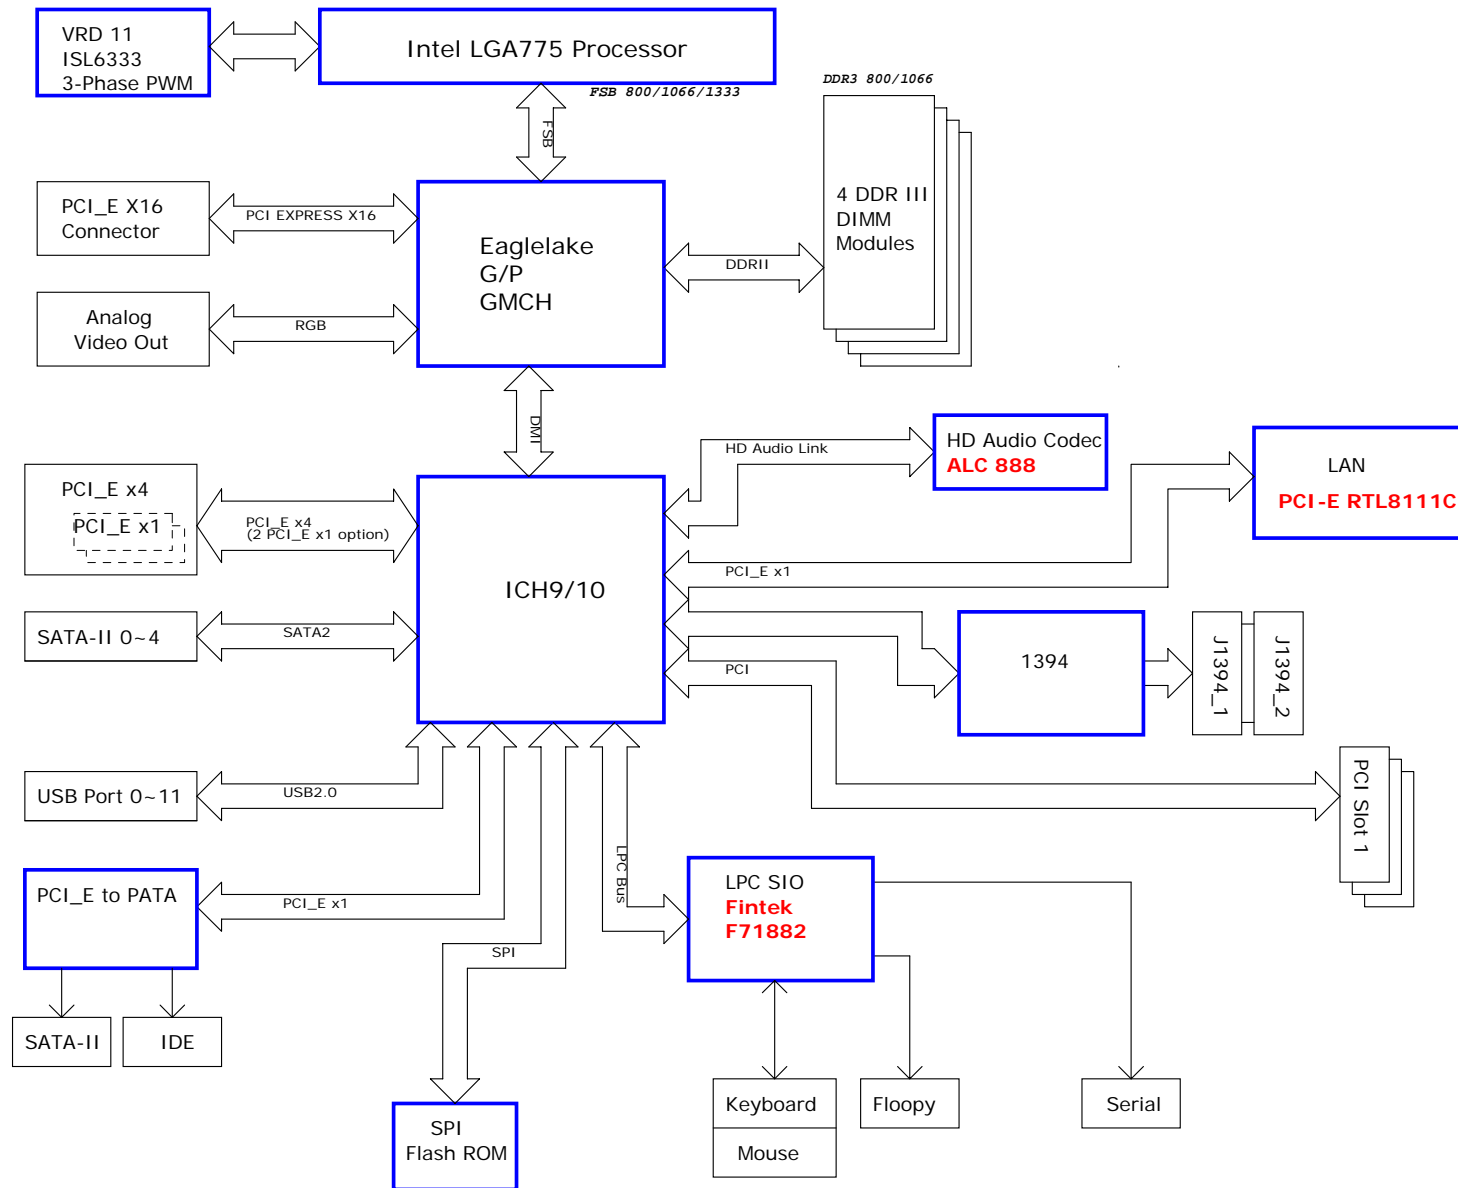 VRD 11
ISL6333
3-Phase PWM
Intel LGA775 Processor
FSB 800/1066/1333
DDR3 800/1066
FSB
PCI_E X16
Connector
PCI EXPRESS X16
Eaglelake
G/P
GMCH
DDRII
4 DDR III
DIMM
Modules
Analog
Video Out
RGB
DMI
HD Audio Link
HD Audio Codec
ALC 888
LAN
PCI-E RTL8111C
PCI_E x4
PCI_E x1
PCI_E x4
(2 PCI_E x1 option)
ICH9/10
PCI_E x1
SATA-II 0~4
SATA2
PCI
1394
J1394_1
J1394_2
USB Port 0~11
USB2.0
PCI Slot 1
LPC Bus
PCI_E to PATA
PCI_E x1
LPC SIO
Fintek
F71882
SPI
SATA-II
IDE
Keyboard
Mouse
Floopy
Serial
SPI
Flash ROM